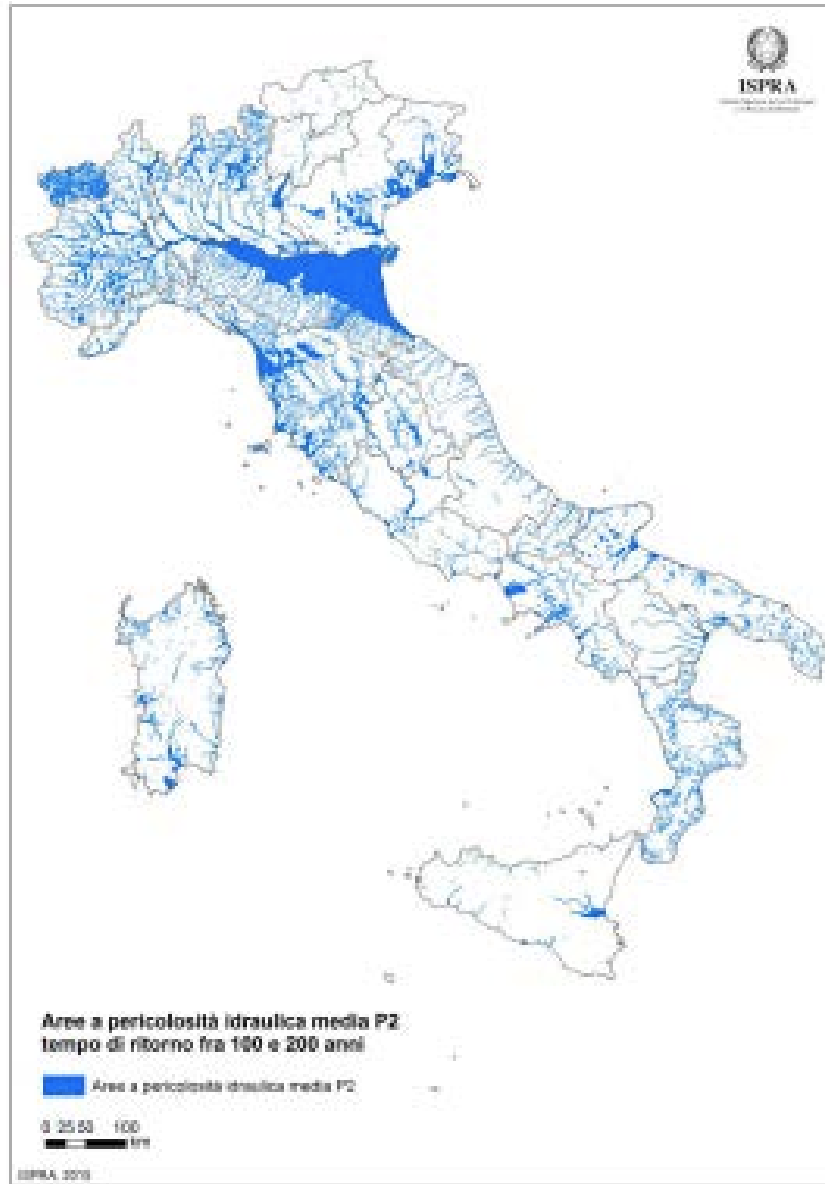 ISPRA
Aree a pericolosità idraulica media P2
tempo di ritorno fra 100 e 200 anni
Aree a pericolosità idraulica media P2
0 25 50 100
km
ISPRA, 2015